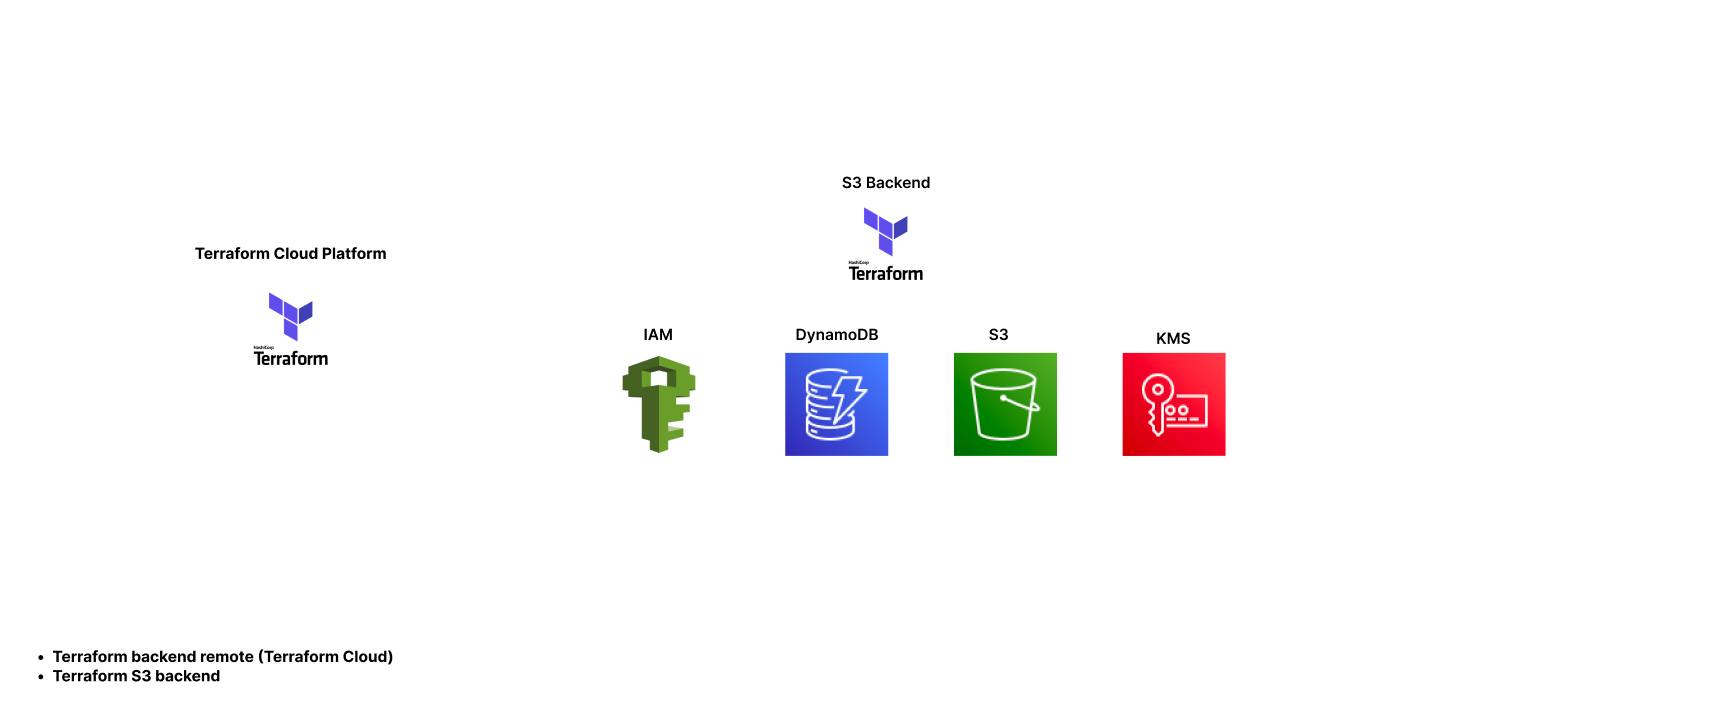 S3 Backend
HashiCorp
Terraform
Terraform Cloud Platform
HashiCorp
Terraform
IAM
DynamoDB
S3
KMS
• Terraform backend remote (Terraform Cloud)
• Terraform S3 backend